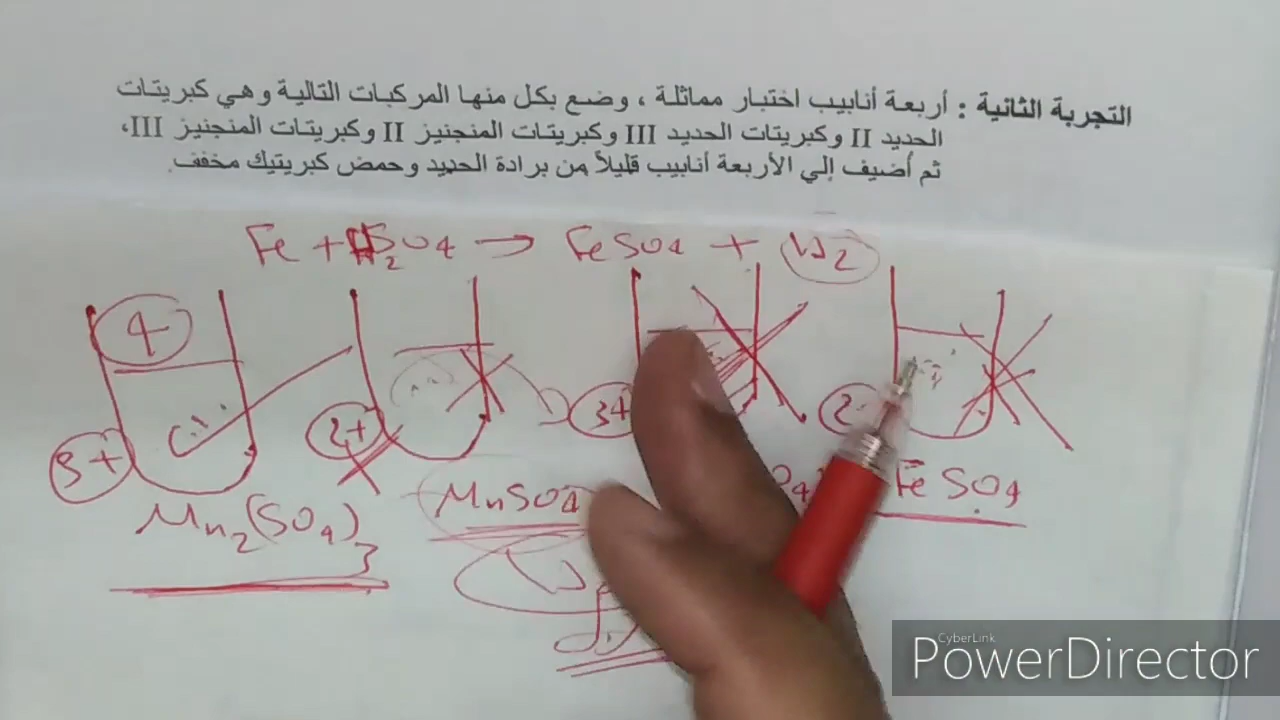 التجربة الثانية : أربعة أنابيب اختبار مماثلة ، وضع بكل منها المركبات التالية وهي كبريتات
الحديد II وكبريتات الحديد III وكبريتات المنجنيز II وكبريتات المنجنيز III،
ثم أضيف إلي الأربعة أنابيب قليلاً من برادة الحديد وحمض كبريتيك مخفف.
Fe + H2SO4 → FeSO4 + H2
4
3+ 2+ 3+ 2
Mn2(SO4)3 MnSO4 O4 FeSO4
CyberLink
PowerDirector